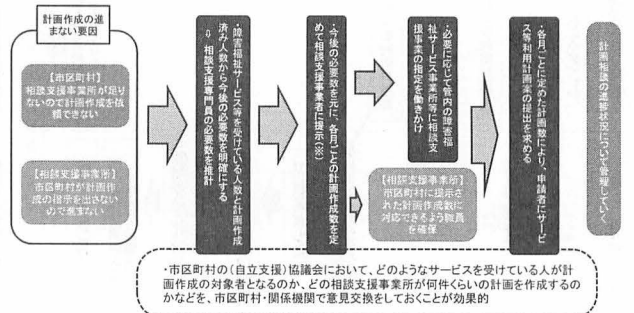 計画作成の進
まない要因
【市区町村】
相談支援事業所が足り
ないので計画作成を依
頼できない
【相談支援事業所】
市区町村が計画作
成の指示を出さない
ので進まない
・障害福祉サービス等を受けている人数と計画作成
済み人数から今後の必要数を明確にする
⇩ 相談支援専門員の必要数を推計
・今後の必要数を元に、各月ごとの計画作成数を定
めて相談支援事業者に提示(※)
・必要に応じて管内の障害福
祉サービス事業所等に相談支
援事業の指定を働きかけ
【相談支援事業所】
市区町村に提示さ
れた計画作成数に
対応できるよう職員
を確保
・各月ごとに定めた計画数により、申請者にサービ
ス等利用計画案の提出を求める
計画相談の進捗状況について管理していく
・市区町村の(自立支援)協議会において、どのようなサービスを受けている人が計
画作成の対象者となるのか、どの相談支援事業所が何件くらいの計画を作成するの
かなどを、市区町村・関係機関で意見交換をしておくことが効果的